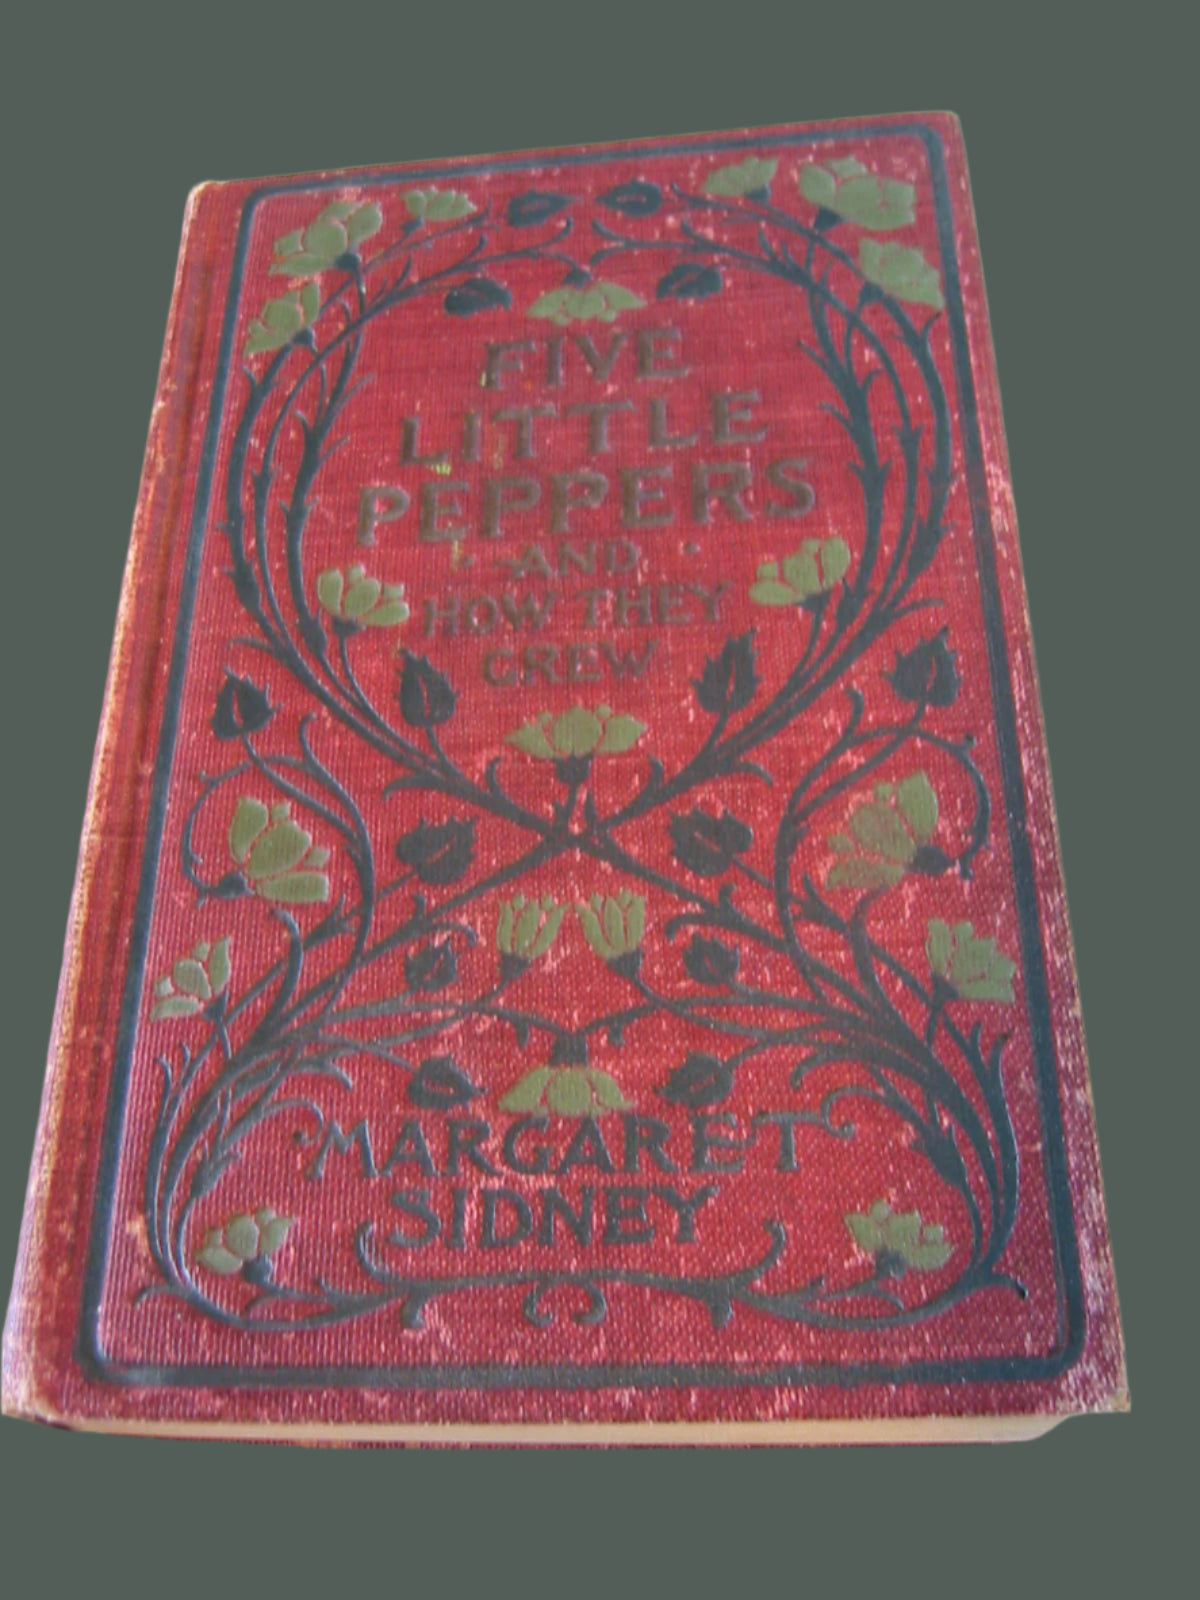 FIVE
LITTLE
PEPPERS
· AND ·
HOW THEY
GREW
MARGARET
SIDNEY